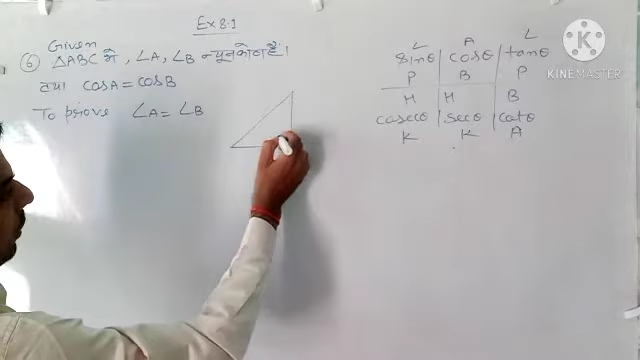 Ex 8.1
Given
⑥ △ABC में, ∠A, ∠B न्यूनकोण है।
तथा cosA = cosB
To prove ∠A = ∠B
L A L
sinθ cosθ tanθ
P B P
H H B
cosecθ secθ cotθ
K K A
KINEMASTER